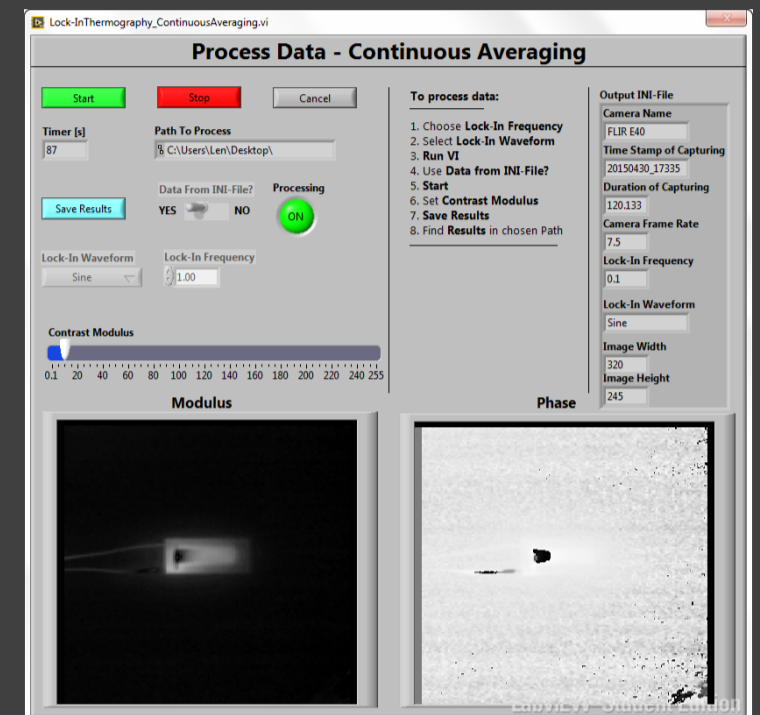 Lock-InThermography_ContinuousAveraging.vi
Process Data - Continuous Averaging
Start
Stop
Cancel
Timer [s]
87
Path To Process
C:\Users\Len\Desktop\
Save Results
Data From INI-File?
YES
NO
Processing
ON
Lock-In Waveform
Sine
Lock-In Frequency
1.00
Contrast Modulus
0.1 20 40 60 80 100 120 140 160 180 200 220 240 255
To process data:
1. Choose Lock-In Frequency
2. Select Lock-In Waveform
3. Run VI
4. Use Data from INI-File?
5. Start
6. Set Contrast Modulus
7. Save Results
8. Find Results in chosen Path
Output INI-File
Camera Name
FLIR E40
Time Stamp of Capturing
20150430_17335
Duration of Capturing
120.133
Camera Frame Rate
7.5
Lock-In Frequency
0.1
Lock-In Waveform
Sine
Image Width
320
Image Height
245
Modulus
Phase
LabVIEW Student Edition